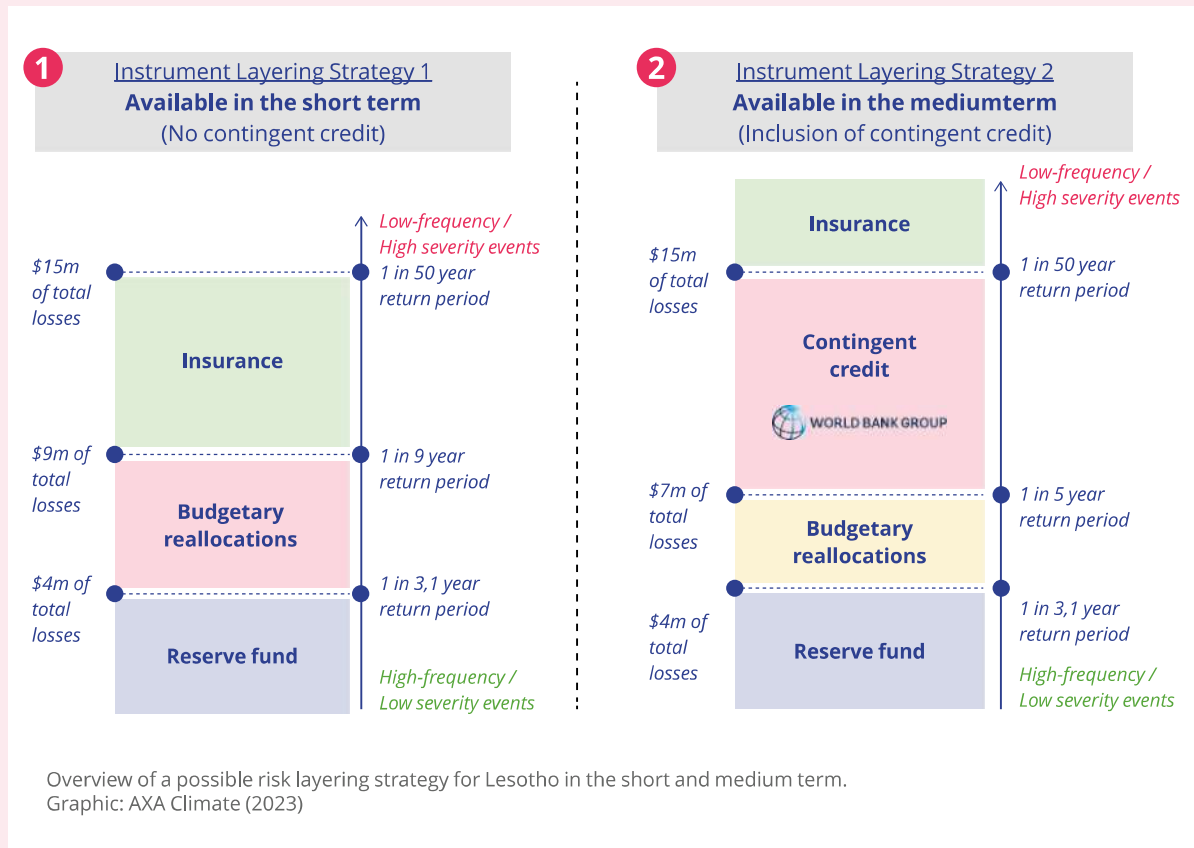 1
Instrument Layering Strategy 1
Available in the short term
(No contingent credit)
Low-frequency /
High severity events
$15m
of total
losses
1 in 50 year
return period
Insurance
$9m of
total
losses
1 in 9 year
return period
Budgetary
reallocations
$4m of
total
losses
1 in 3,1 year
return period
Reserve fund
High-frequency /
Low severity events
2
Instrument Layering Strategy 2
Available in the mediumterm
(Inclusion of contingent credit)
Low-frequency /
High severity events
Insurance
$15m
of total
losses
1 in 50 year
return period
Contingent
credit
WORLD BANK GROUP
$7m of
total
losses
1 in 5 year
return period
Budgetary
reallocations
$4m of
total
losses
1 in 3,1 year
return period
Reserve fund
High-frequency /
Low severity events
Overview of a possible risk layering strategy for Lesotho in the short and medium term.
Graphic: AXA Climate (2023)